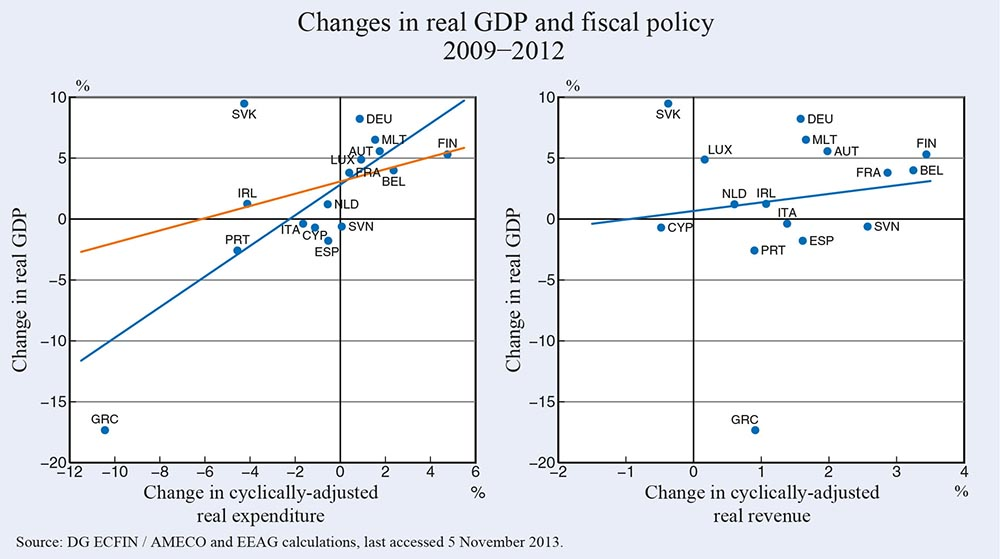 Changes in real GDP and fiscal policy
2009−2012
%
10
5
0
−5
−10
−15
−20
Change in real GDP
SVK
DEU
MLT
AUT
LUX
FRA
BEL
FIN
IRL
NLD
ITA
CYP
SVN
ESP
PRT
GRC
−12 −10 −8 −6 −4 −2 0 2 4 6
Change in cyclically-adjusted
real expenditure
%
%
10
5
0
−5
−10
−15
−20
Change in real GDP
SVK
DEU
MLT
AUT
LUX
FIN
FRA
BEL
NLD
IRL
ITA
CYP
SVN
ESP
PRT
GRC
−2 −1 0 1 2 3 4
Change in cyclically-adjusted
real revenue
%
Source: DG ECFIN / AMECO and EEAG calculations, last accessed 5 November 2013.